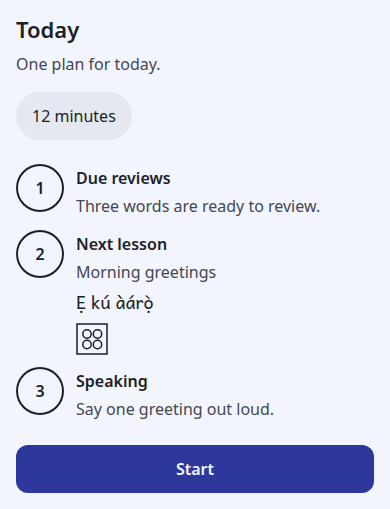 Today
One plan for today.
12 minutes
1
Due reviews
Three words are ready to review.
2
Next lesson
Morning greetings
Ẹ kú àárọ̀
3
Speaking
Say one greeting out loud.
Start